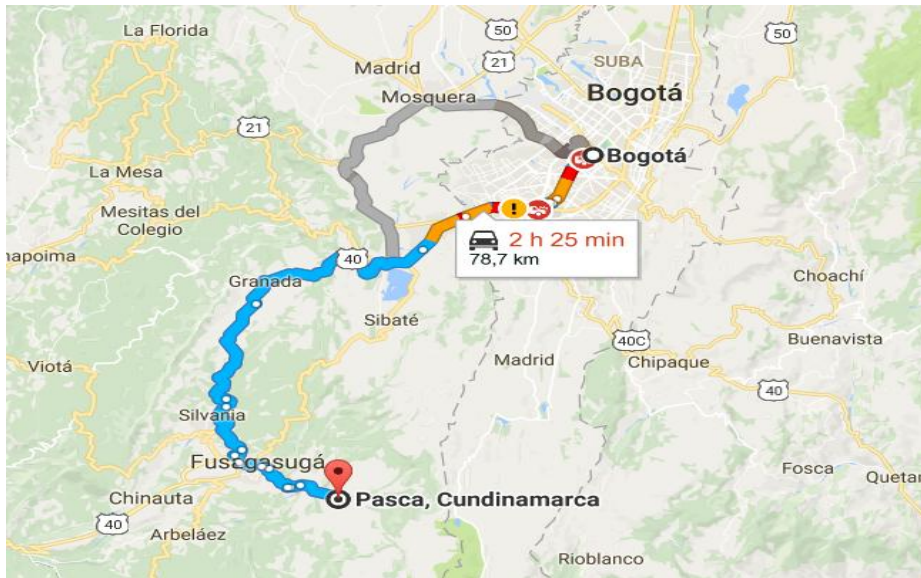 La Florida
50
50
SUBA
21
Madrid
Mosquera
Bogotá
21
Bogotá
La Mesa
Mesitas del
Colegio
!
2 h 25 min
78,7 km
napoima
40
Granada
Choachí
Sibaté
40C
Buenavista
Viotá
Madrid
Chipaque
40
Silvania
Fusagasugá
Fosca
Quetan
Chinauta
Pasca, Cundinamarca
40
Arbeláez
Rioblanco